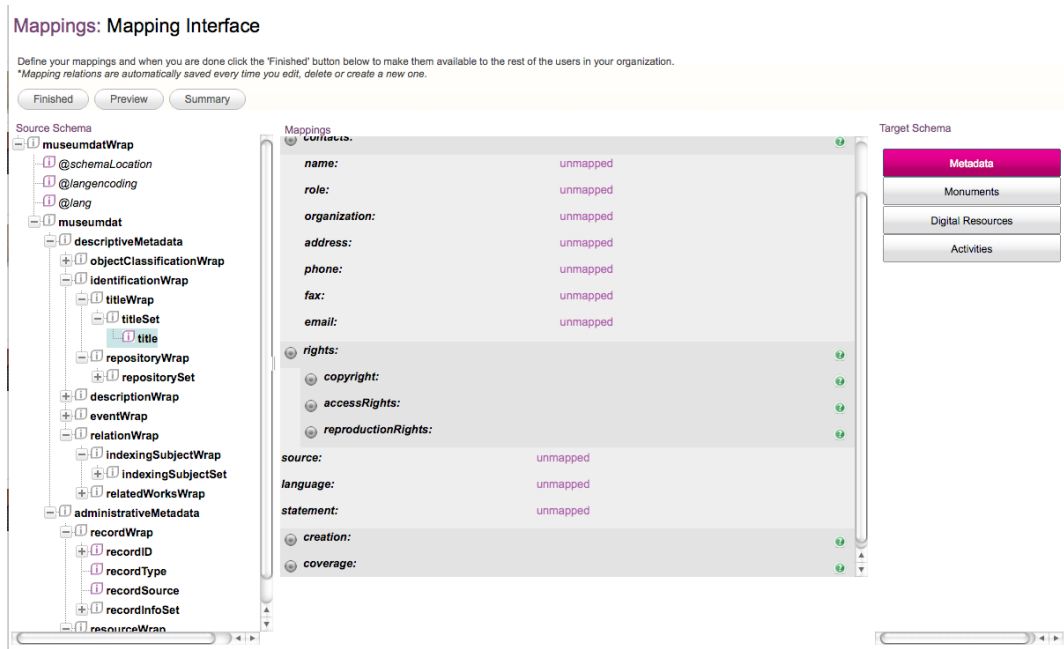 Mappings: Mapping Interface
Define your mappings and when you are done click the 'Finished' button below to make them available to the rest of the users in your organization.
*Mapping relations are automatically saved every time you edit, delete or create a new one.
Finished
Preview
Summary
Source Schema
museumdatWrap
@schemaLocation
@langencoding
@lang
museumdat
descriptiveMetadata
objectClassificationWrap
identificationWrap
titleWrap
titleSet
title
repositoryWrap
repositorySet
descriptionWrap
eventWrap
relationWrap
indexingSubjectWrap
indexingSubjectSet
relatedWorksWrap
administrativeMetadata
recordWrap
recordID
recordType
recordSource
recordInfoSet
resourceWrap
Mappings
contacts:
name: unmapped
role: unmapped
organization: unmapped
address: unmapped
phone: unmapped
fax: unmapped
email: unmapped
rights:
copyright:
accessRights:
reproductionRights:
source: unmapped
language: unmapped
statement: unmapped
creation:
coverage:
Target Schema
Metadata
Monuments
Digital Resources
Activities